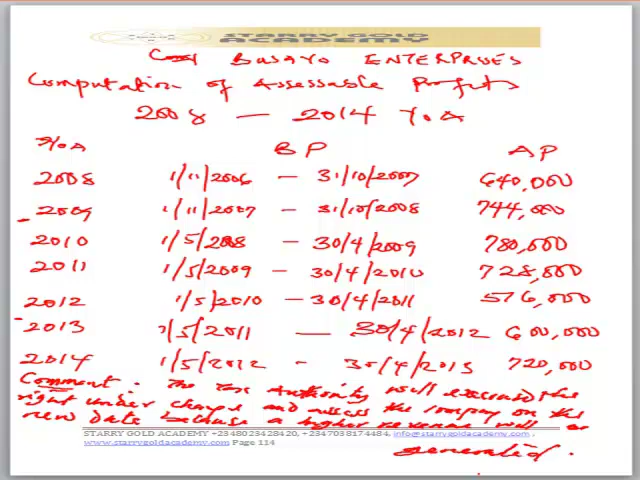 STARRY GOLD
ACADEMY
BUSAYO ENTERPRISES
Computation of Assessable Profits
2008 — 2014 Y.O.A
Y/O/A BP AP
2008 1/11/2006 – 31/10/2007 640,000
2009 1/11/2007 – 31/10/2008 744,000
2010 1/5/2008 – 30/4/2009 780,000
2011 1/5/2009 – 30/4/2010 728,000
2012 1/5/2010 – 30/4/2011 576,000
2013 1/5/2011 — 30/4/2012 600,000
2014 1/5/2012 – 30/4/2013 720,000
Comment: The Tax Authority will the
right under change and assess the company on the
new date because a higher revenue will be
generated.
STARRY GOLD ACADEMY +2348023428420, +2347038174484, info@starrygoldacademy.com ,
www.starrygoldacademy.com Page 114